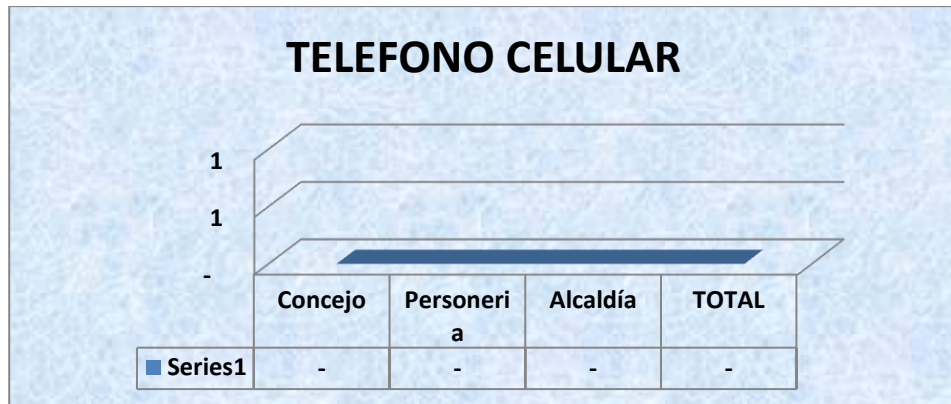 TELEFONO CELULAR
1
1
-
Concejo Personeri Alcaldía TOTAL
a
Series1 - - - -